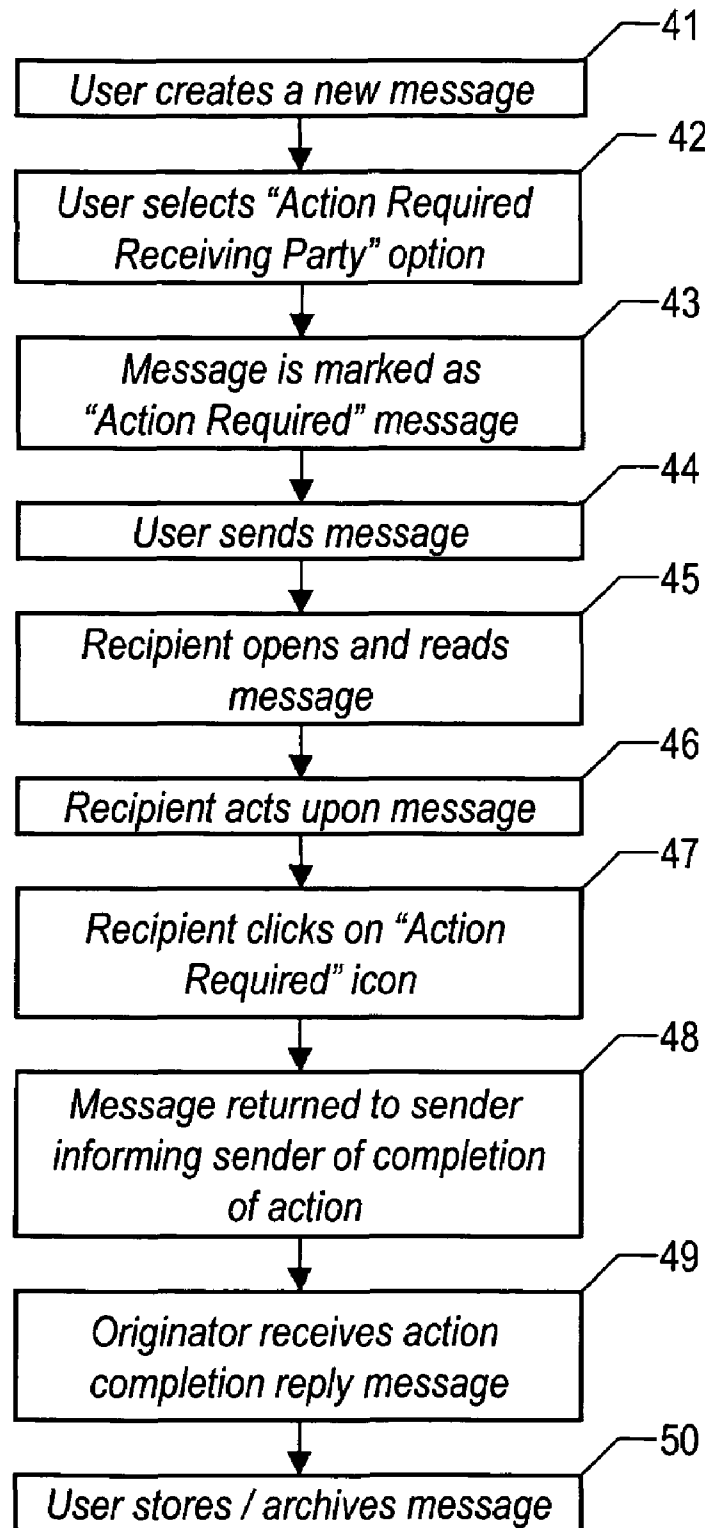 41
User creates a new message
42
User selects “Action Required
Receiving Party” option
43
Message is marked as
“Action Required” message
44
User sends message
45
Recipient opens and reads
message
46
Recipient acts upon message
47
Recipient clicks on “Action
Required” icon
48
Message returned to sender
informing sender of completion
of action
49
Originator receives action
completion reply message
50
User stores / archives message